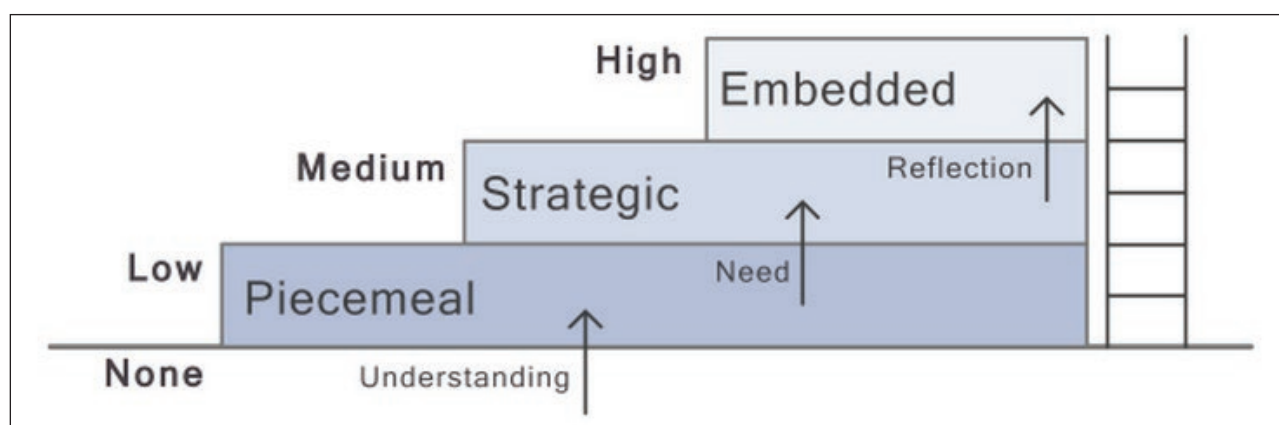 High
Embedded
Reflection
Medium
Strategic
Need
Low
Piecemeal
Understanding
None